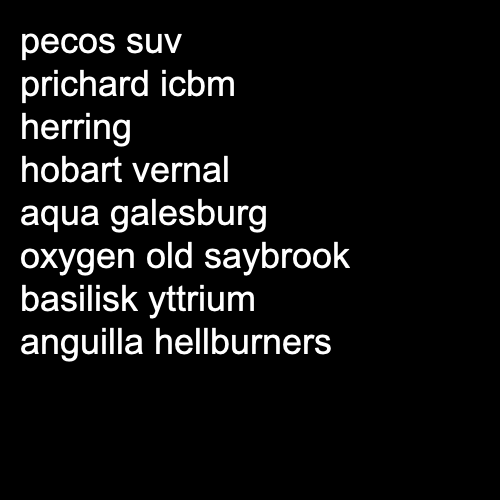 pecos suv
prichard icbm
herring
hobart vernal
aqua galesburg
oxygen old saybrook
basilisk yttrium
anguilla hellburners